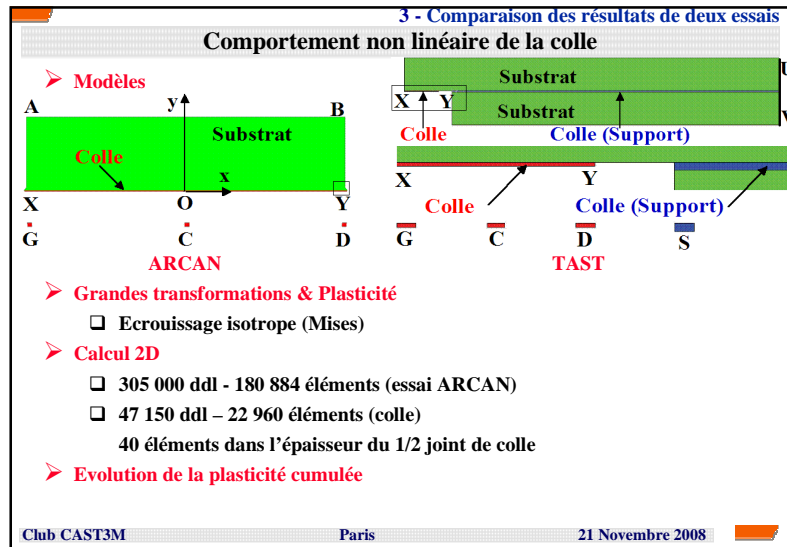 3 - Comparaison des résultats de deux essais
Comportement non linéaire de la colle
➢ Modèles
A
y
B
Substrat
Colle
x
X
O
Y
G
C
D
ARCAN
Substrat
U
X
Y
Substrat
V
Colle
Colle (Support)
X
Y
Colle
Colle (Support)
G
C
D
S
TAST
➢ Grandes transformations & Plasticité
❑ Ecrouissage isotrope (Mises)
➢ Calcul 2D
❑ 305 000 ddl - 180 884 éléments (essai ARCAN)
❑ 47 150 ddl – 22 960 éléments (colle)
40 éléments dans l'épaisseur du 1/2 joint de colle
➢ Evolution de la plasticité cumulée
Club CAST3M Paris 21 Novembre 2008